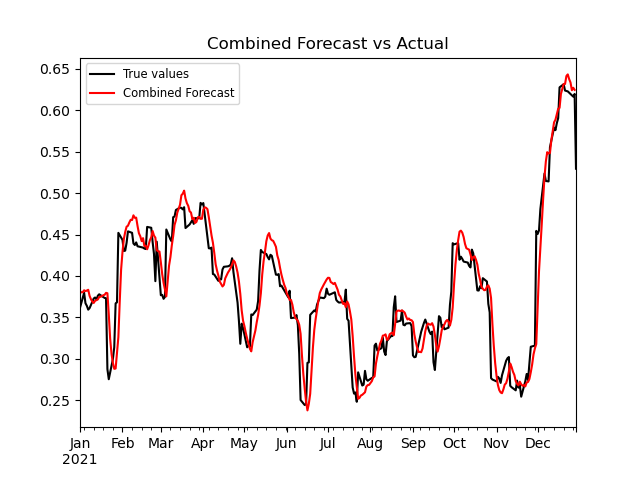 Combined Forecast vs Actual
True values
Combined Forecast
0.65
0.60
0.55
0.50
0.45
0.40
0.35
0.30
0.25
Jan Feb Mar Apr May Jun Jul Aug Sep Oct Nov Dec
2021